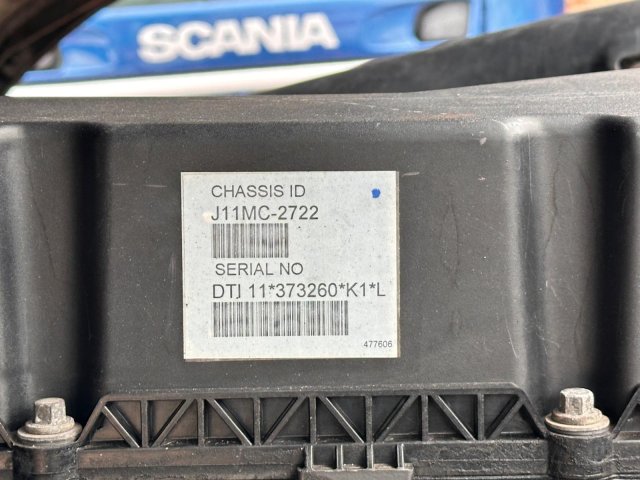 SCANIA
CHASSIS ID
J11MC-2722
SERIAL NO
DTJ 11*373260*K1*L
477606